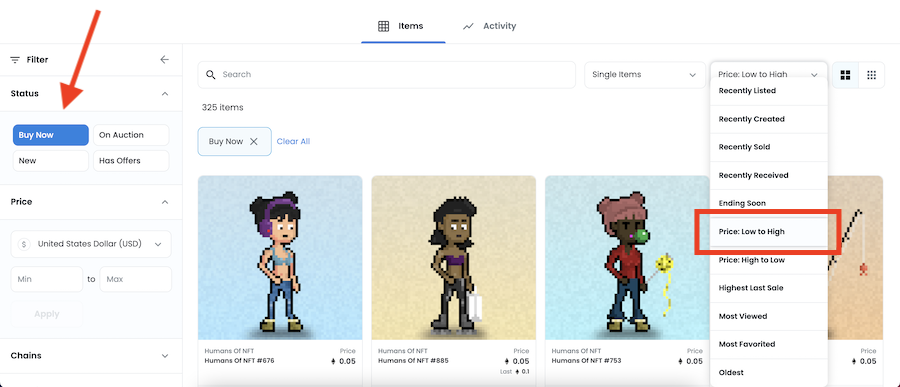 Items
Activity
Filter
Status
Buy Now
On Auction
New
Has Offers
Price
United States Dollar (USD)
Min
to
Max
Apply
Chains
Search
Single Items
Price: Low to High
325 items
Buy Now
Clear All
Recently Listed
Recently Created
Recently Sold
Recently Received
Ending Soon
Price: Low to High
Price: High to Low
Highest Last Sale
Most Viewed
Most Favorited
Oldest
Humans Of NFT Price
Humans Of NFT #676 0.05
Humans Of NFT Price
Humans Of NFT #885 0.05
Last 0.1
Humans Of NFT Price
Humans Of NFT #753 0.05
Price
0.05